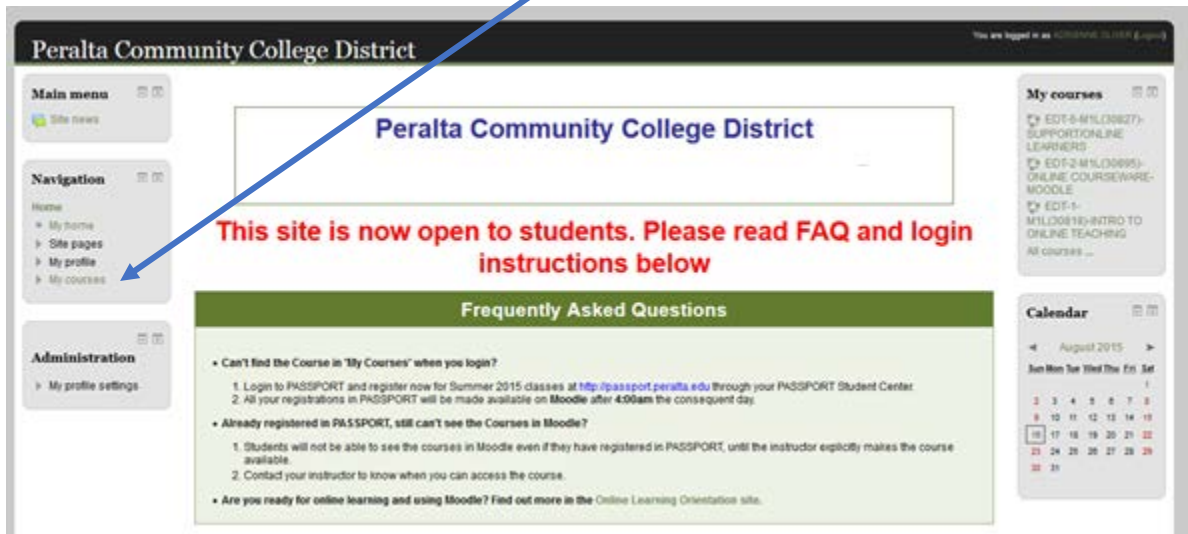 Peralta Community College District
You are logged in as ADRIENNE OLIVER (Logout)
Main menu
Site news
Navigation
Home
My home
Site pages
My profile
My courses
Administration
My profile settings
Peralta Community College District
This site is now open to students. Please read FAQ and login
instructions below
Frequently Asked Questions
• Can't find the Course in 'My Courses' when you login?
1. Login to PASSPORT and register now for Summer 2015 classes at http://passport.peralta.edu through your PASSPORT Student Center.
2. All your registrations in PASSPORT will be made available on Moodle after 4:00am the consequent day.
• Already registered in PASSPORT, still can't see the Courses in Moodle?
1. Students will not be able to see the courses in Moodle even if they have registered in PASSPORT, until the instructor explicitly makes the course
available.
2. Contact your instructor to know when you can access the course.
• Are you ready for online learning and using Moodle? Find out more in the Online Learning Orientation site.
My courses
EDT-6-M1L(30827)-
SUPPORTIONLINE
LEARNERS
EDT-2-M1L(30895)-
ONLINE COURSEWARE-
MOODLE
EDT-1-
M1L(30818)-INTRO TO
ONLINE TEACHING
All courses ...
Calendar
◄ August 2015 ►
Sun Mon Tue Wed Thu Fri Sat
1
2 3 4 5 6 7 8
9 10 11 12 13 14 15
16 17 18 19 20 21 22
23 24 25 26 27 28 29
30 31